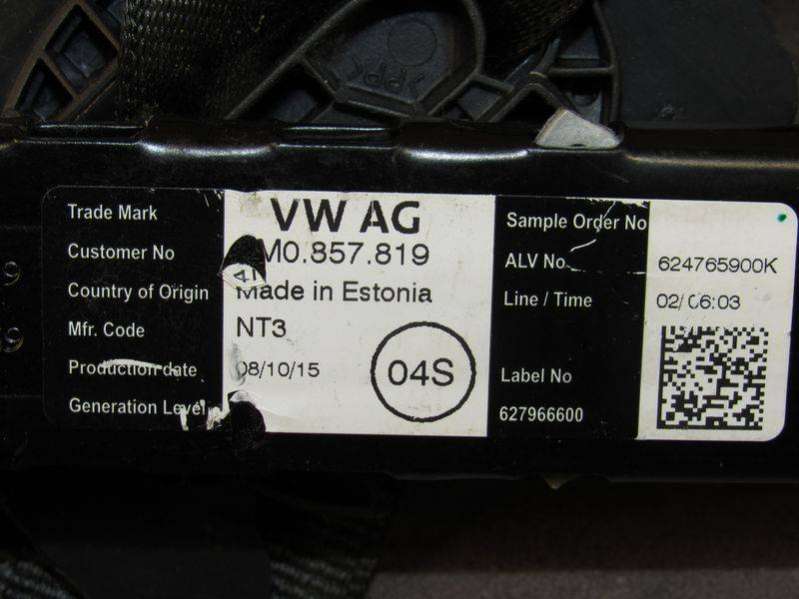 Trade Mark VW AG Sample Order No
Customer No M0.857.819 ALV No. 624765900K
Country of Origin Made in Estonia Line / Time 02/06:03
Mfr. Code NT3
Production date 08/10/15 04S Label No
Generation Level 627966600